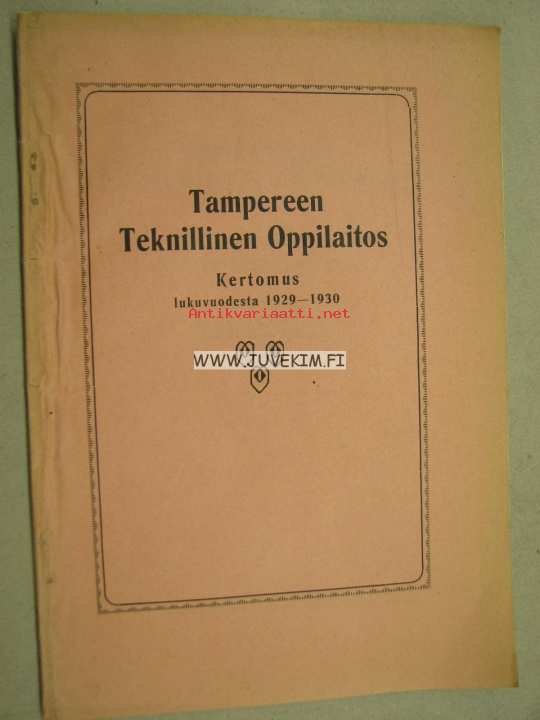 Tampereen
Teknillinen Oppilaitos
Kertomus
lukuvuodesta 1929—1930
Antikvariaatti.net
WWW.JUVEKIM.FI